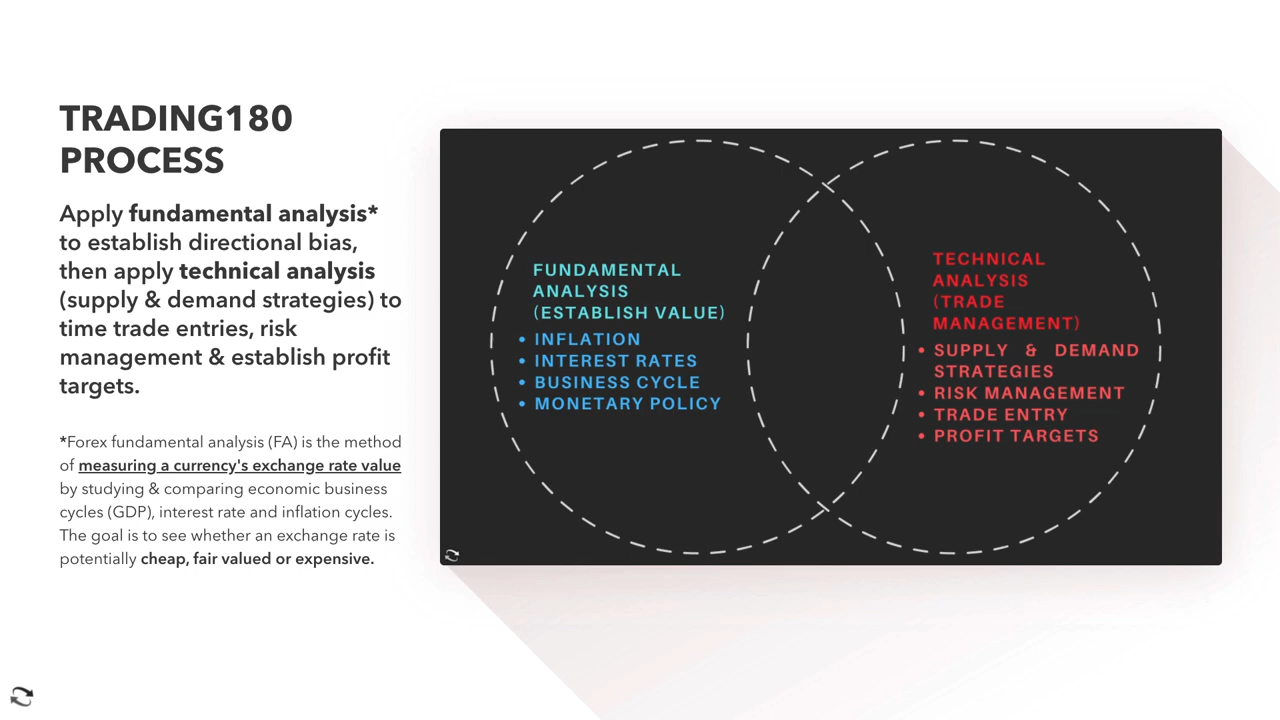 TRADING180
PROCESS
Apply fundamental analysis*
to establish directional bias,
then apply technical analysis
(supply & demand strategies) to
time trade entries, risk
management & establish profit
targets.
*Forex fundamental analysis (FA) is the method
of measuring a currency's exchange rate value
by studying & comparing economic business
cycles (GDP), interest rate and inflation cycles.
The goal is to see whether an exchange rate is
potentially cheap, fair valued or expensive.
FUNDAMENTAL
ANALYSIS
(ESTABLISH VALUE)
• INFLATION
• INTEREST RATES
• BUSINESS CYCLE
• MONETARY POLICY
TECHNICAL
ANALYSIS
(TRADE
MANAGEMENT)
• SUPPLY & DEMAND
STRATEGIES
• RISK MANAGEMENT
• TRADE ENTRY
• PROFIT TARGETS